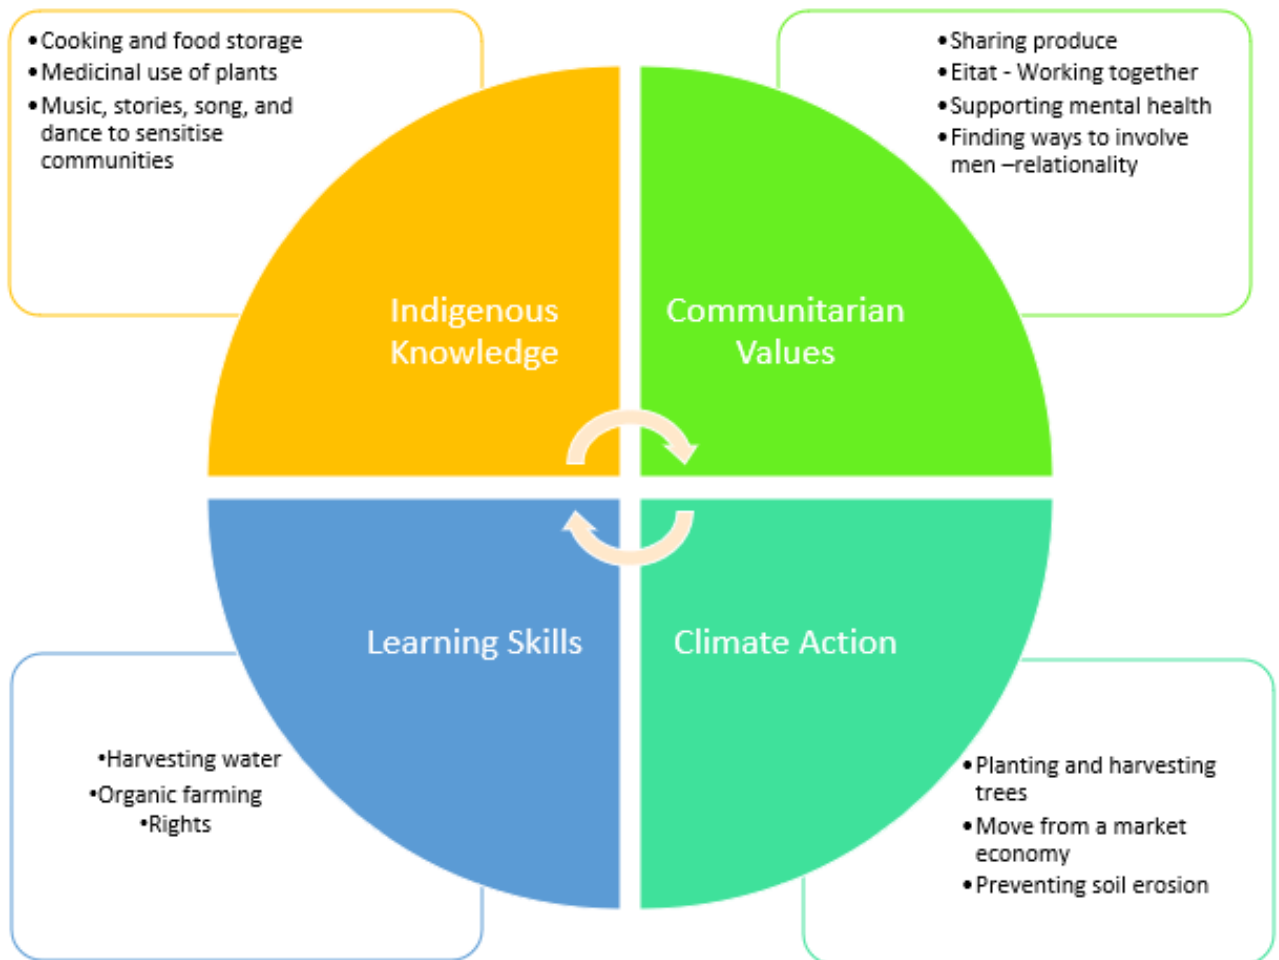 •Cooking and food storage
•Medicinal use of plants
•Music, stories, song, and
dance to sensitise
communities
•Sharing produce
•Eitat - Working together
•Supporting mental health
•Finding ways to involve
men –relationality
Indigenous
Knowledge
Communitarian
Values
Learning Skills
Climate Action
•Harvesting water
•Organic farming
•Rights
•Planting and harvesting
trees
•Move from a market
economy
•Preventing soil erosion